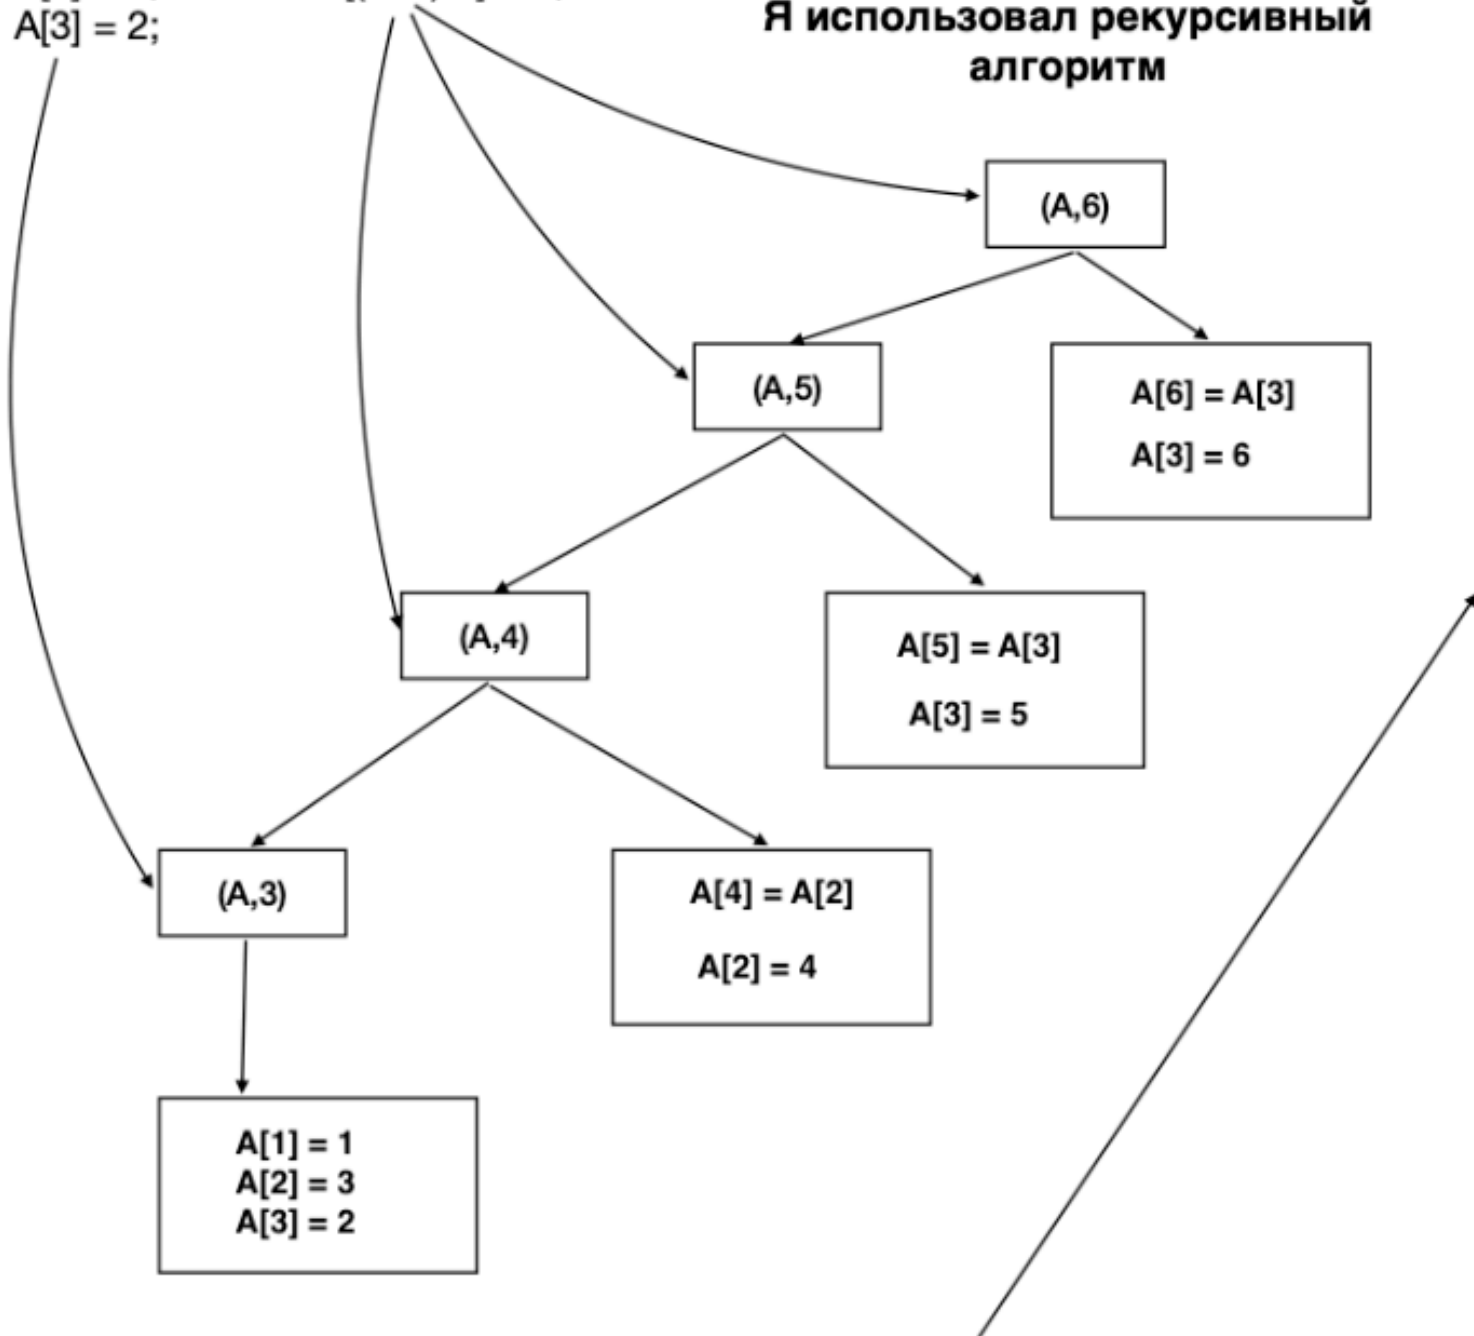 A[3] = 2;
Я использовал рекурсивный
алгоритм
(A,6)
(A,5)
A[6] = A[3]
A[3] = 6
(A,4)
A[5] = A[3]
A[3] = 5
(A,3)
A[4] = A[2]
A[2] = 4
A[1] = 1
A[2] = 3
A[3] = 2